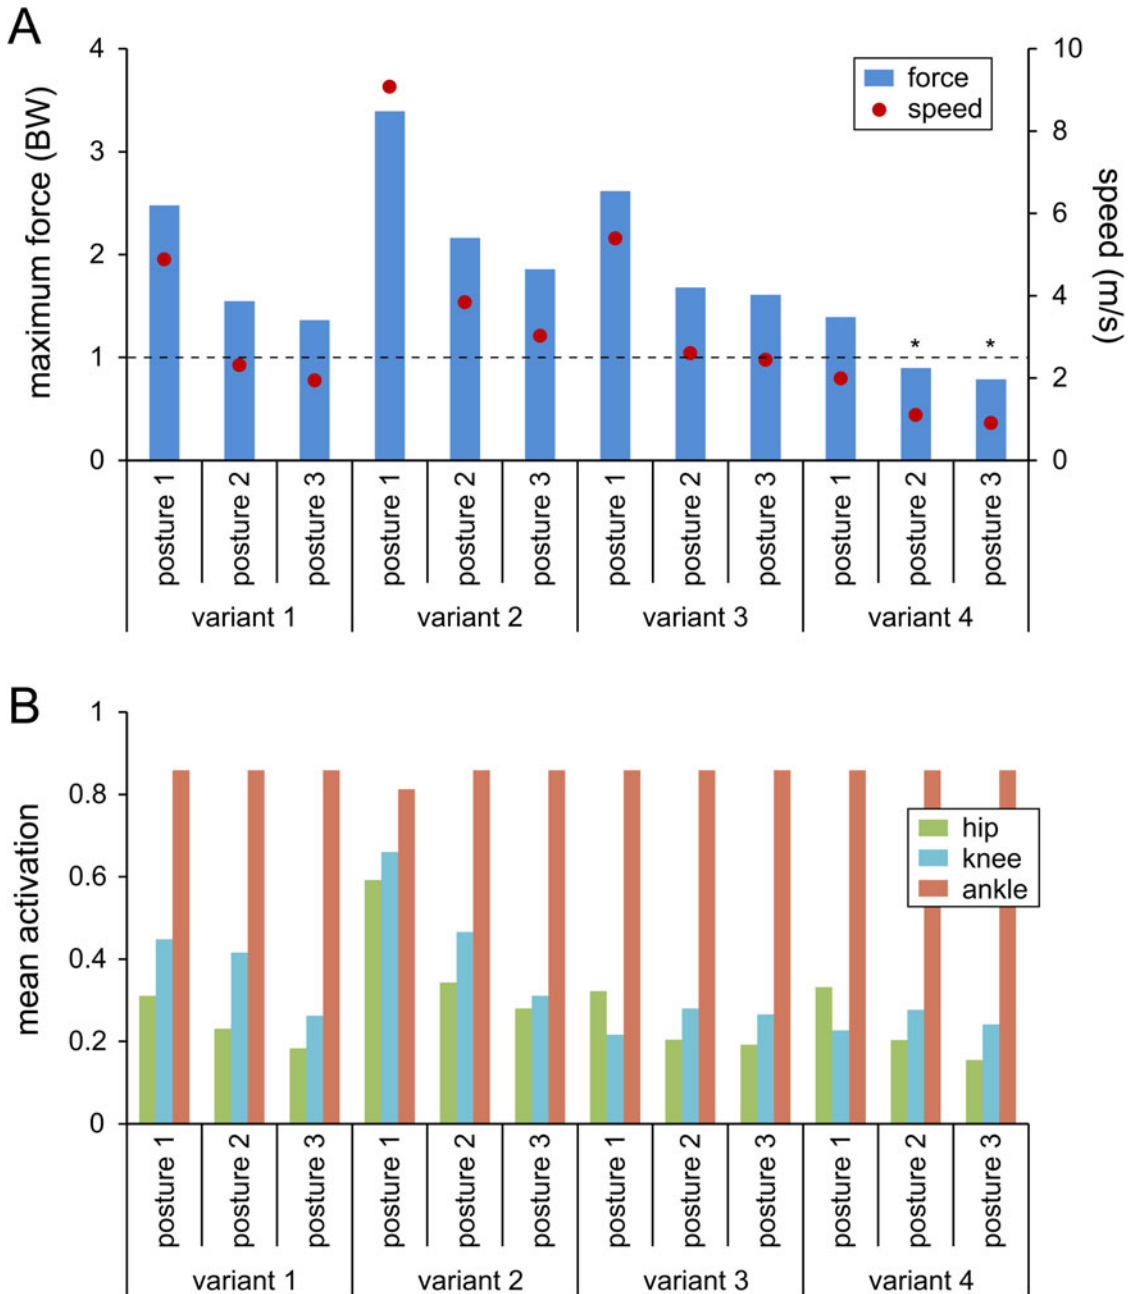 A
4
3
2
1
0
maximum force (BW)
10
8
6
4
2
0
speed (m/s)
force
speed
* *
posture 1 posture 2 posture 3 posture 1 posture 2 posture 3 posture 1 posture 2 posture 3 posture 1 posture 2 posture 3
variant 1 variant 2 variant 3 variant 4
B
1
0.8
0.6
0.4
0.2
0
mean activation
hip
knee
ankle
posture 1 posture 2 posture 3 posture 1 posture 2 posture 3 posture 1 posture 2 posture 3 posture 1 posture 2 posture 3
variant 1 variant 2 variant 3 variant 4